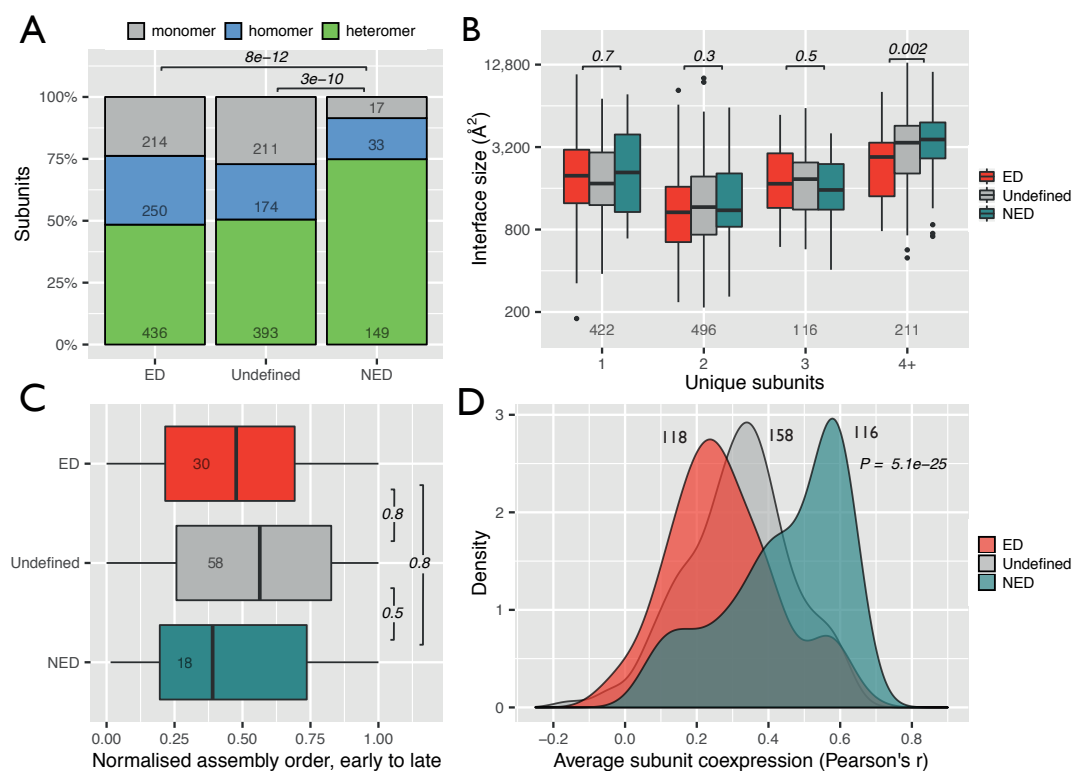 A
monomer homomer heteromer
8e−12
3e−10
100%
75%
50%
25%
0%
Subunits
214
250
436
211
174
393
17
33
149
ED Undefined NED
B
12,800
3,200
800
200
Interface size (Å²)
0.7 0.3 0.5 0.002
422 496 116 211
1 2 3 4+
Unique subunits
ED
Undefined
NED
C
ED
Undefined
NED
30
58
18
0.8
0.8
0.5
0.00 0.25 0.50 0.75 1.00
Normalised assembly order, early to late
D
3
2
1
0
Density
118 158 116
P = 5.1e−25
−0.2 0.0 0.2 0.4 0.6 0.8
Average subunit coexpression (Pearson's r)
ED
Undefined
NED